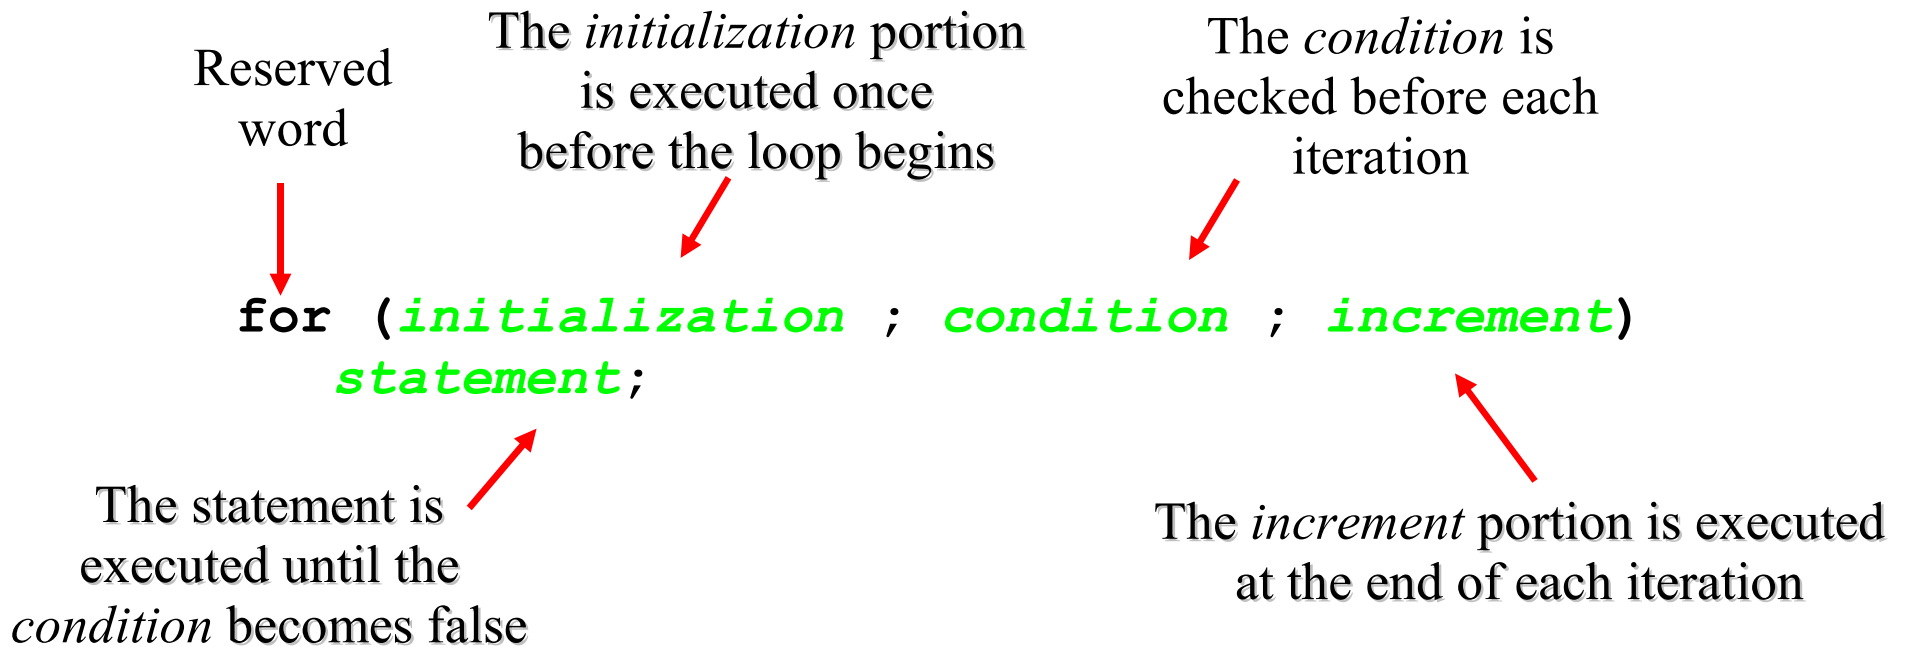 Reserved
word
The initialization portion
is executed once
before the loop begins
The condition is
checked before each
iteration
for (initialization ; condition ; increment)
statement;
The statement is
executed until the
condition becomes false
The increment portion is executed
at the end of each iteration